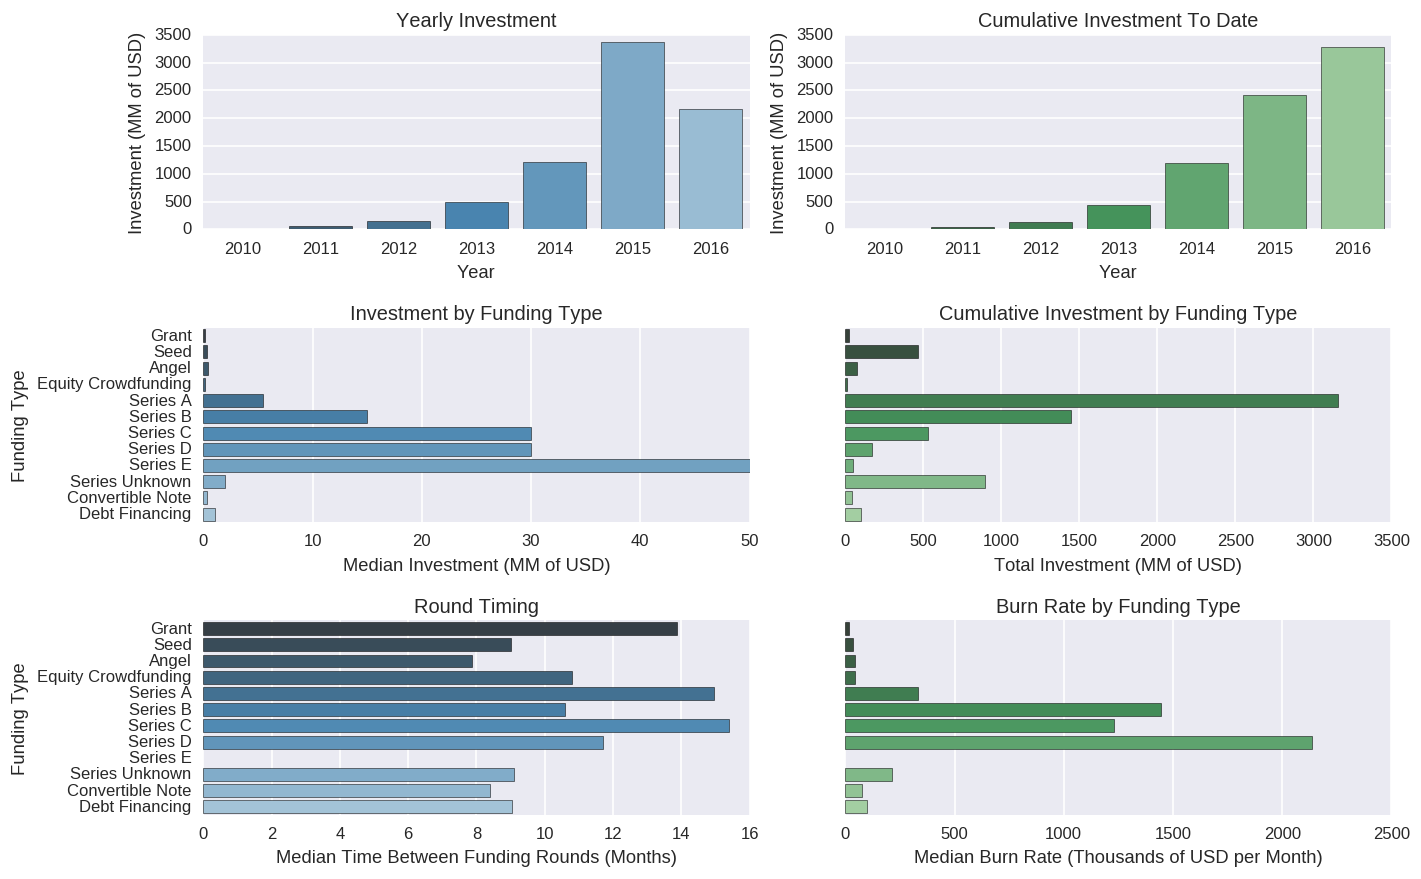 Yearly Investment
Investment (MM of USD)
3500
3000
2500
2000
1500
1000
500
0
2010 2011 2012 2013 2014 2015 2016
Year
Cumulative Investment To Date
Investment (MM of USD)
3500
3000
2500
2000
1500
1000
500
0
2010 2011 2012 2013 2014 2015 2016
Year
Investment by Funding Type
Funding Type
Grant
Seed
Angel
Equity Crowdfunding
Series A
Series B
Series C
Series D
Series E
Series Unknown
Convertible Note
Debt Financing
0 10 20 30 40 50
Median Investment (MM of USD)
Cumulative Investment by Funding Type
0 500 1000 1500 2000 2500 3000 3500
Total Investment (MM of USD)
Round Timing
Funding Type
Grant
Seed
Angel
Equity Crowdfunding
Series A
Series B
Series C
Series D
Series E
Series Unknown
Convertible Note
Debt Financing
0 2 4 6 8 10 12 14 16
Median Time Between Funding Rounds (Months)
Burn Rate by Funding Type
0 500 1000 1500 2000 2500
Median Burn Rate (Thousands of USD per Month)